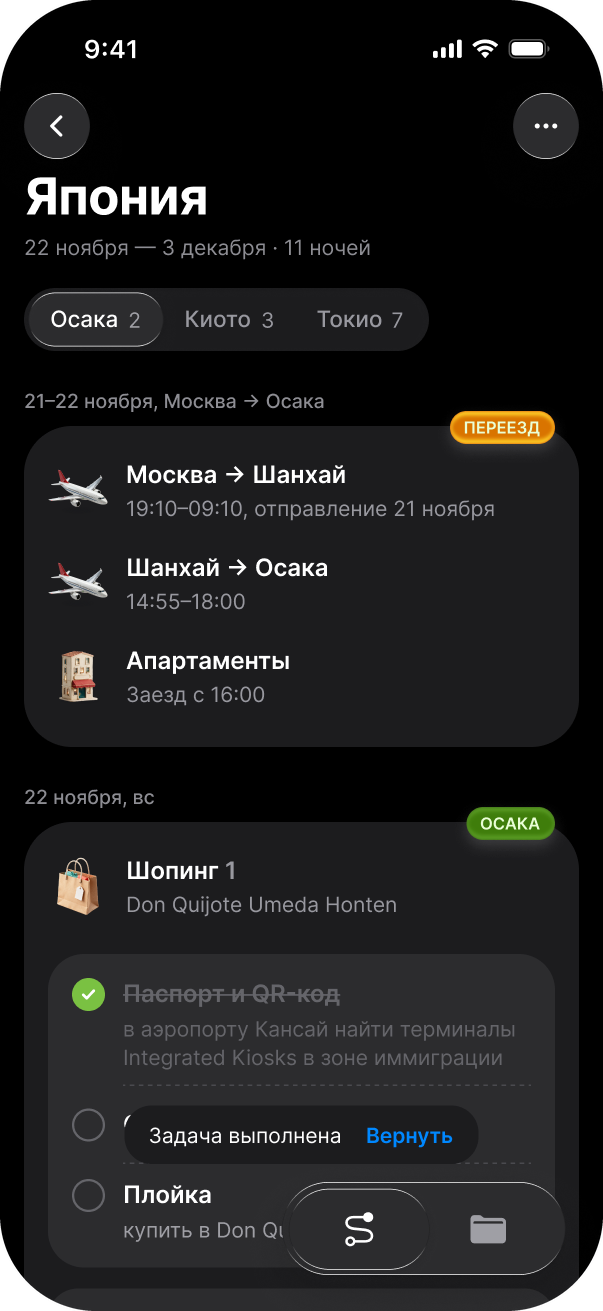 9:41
Япония
22 ноября — 3 декабря · 11 ночей
Осака 2 Киото 3 Токио 7
21–22 ноября, Москва → Осака
ПЕРЕЕЗД
Москва → Шанхай
19:10–09:10, отправление 21 ноября
Шанхай → Осака
14:55–18:00
Апартаменты
Заезд с 16:00
22 ноября, вс
ОСАКА
Шопинг 1
Don Quijote Umeda Honten
Паспорт и QR-код
в аэропорту Кансай найти терминалы
Integrated Kiosks в зоне иммиграции
Задача выполнена Вернуть
Плойка
купить в Don